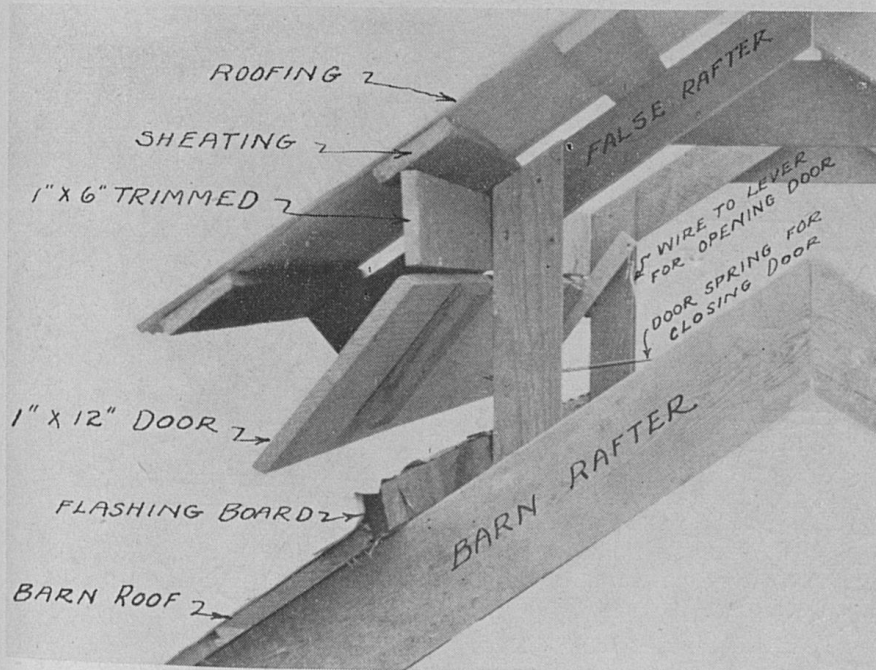 ROOFING
SHEATING
1" X 6" TRIMMED
FALSE RAFTER
WIRE TO LEVER
FOR OPENING DOOR
DOOR SPRING FOR
CLOSING DOOR
1" X 12" DOOR
FLASHING BOARD
BARN RAFTER
BARN ROOF